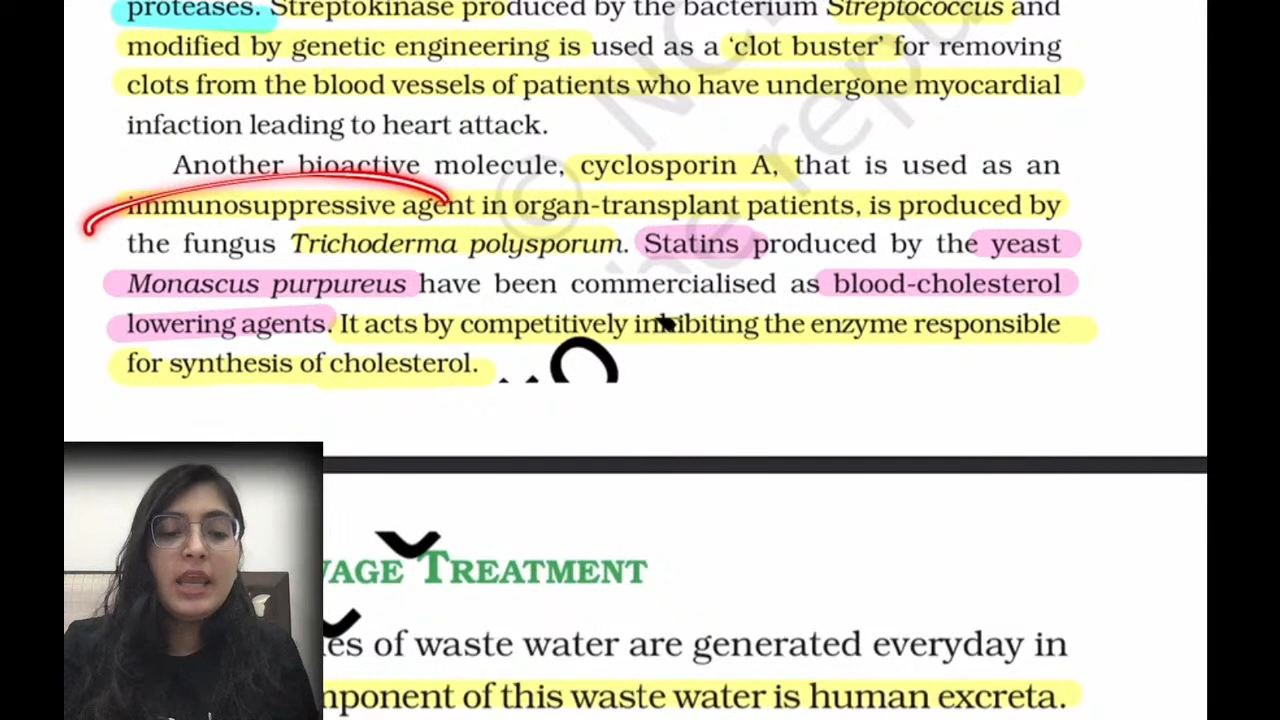 proteases. Streptokinase produced by the bacterium Streptococcus and
modified by genetic engineering is used as a ‘clot buster’ for removing
clots from the blood vessels of patients who have undergone myocardial
infaction leading to heart attack.
Another bioactive molecule, cyclosporin A, that is used as an
immunosuppressive agent in organ-transplant patients, is produced by
the fungus Trichoderma polysporum. Statins produced by the yeast
Monascus purpureus have been commercialised as blood-cholesterol
lowering agents. It acts by competitively inhibiting the enzyme responsible
for synthesis of cholesterol.
TREATMENT
of waste water are generated everyday in
of this waste water is human excreta.